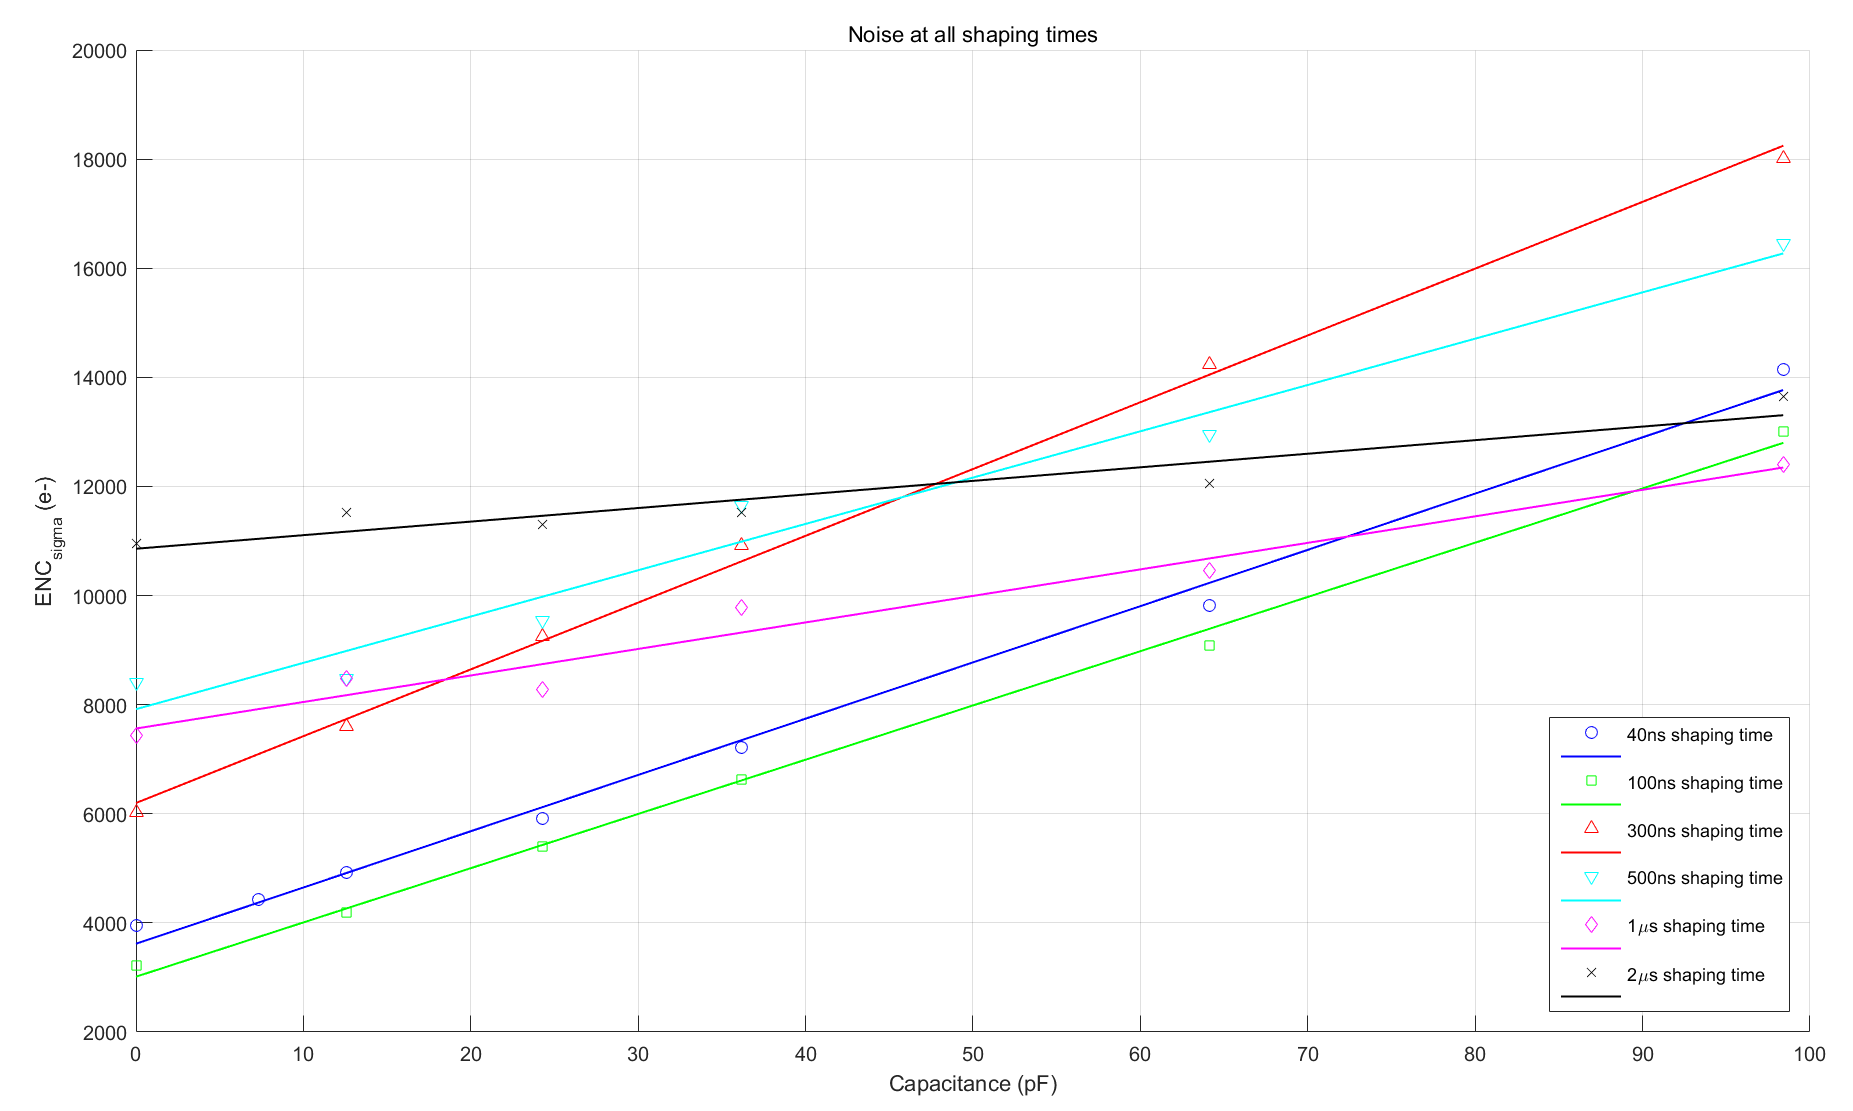 Noise at all shaping times
20000
18000
16000
14000
12000
10000
8000
6000
4000
2000
ENCsigma (e-)
0 10 20 30 40 50 60 70 80 90 100
Capacitance (pF)
40ns shaping time
100ns shaping time
300ns shaping time
500ns shaping time
1μs shaping time
2μs shaping time